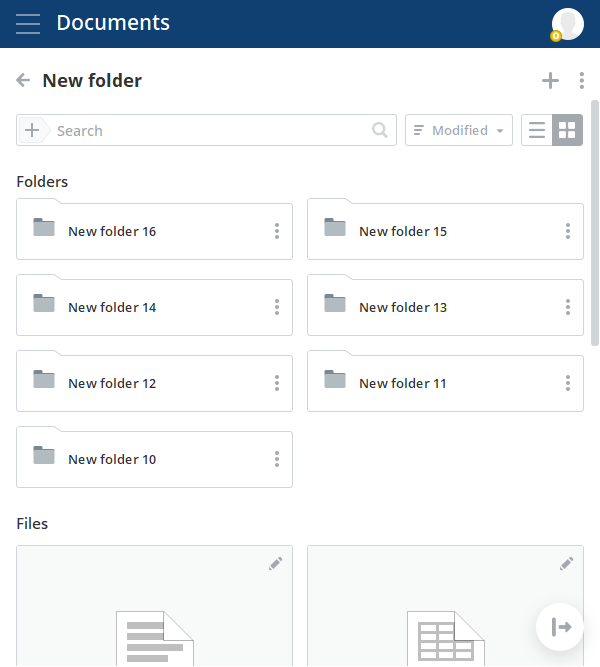 Documents
New folder
Search
Modified
Folders
New folder 16
New folder 15
New folder 14
New folder 13
New folder 12
New folder 11
New folder 10
Files